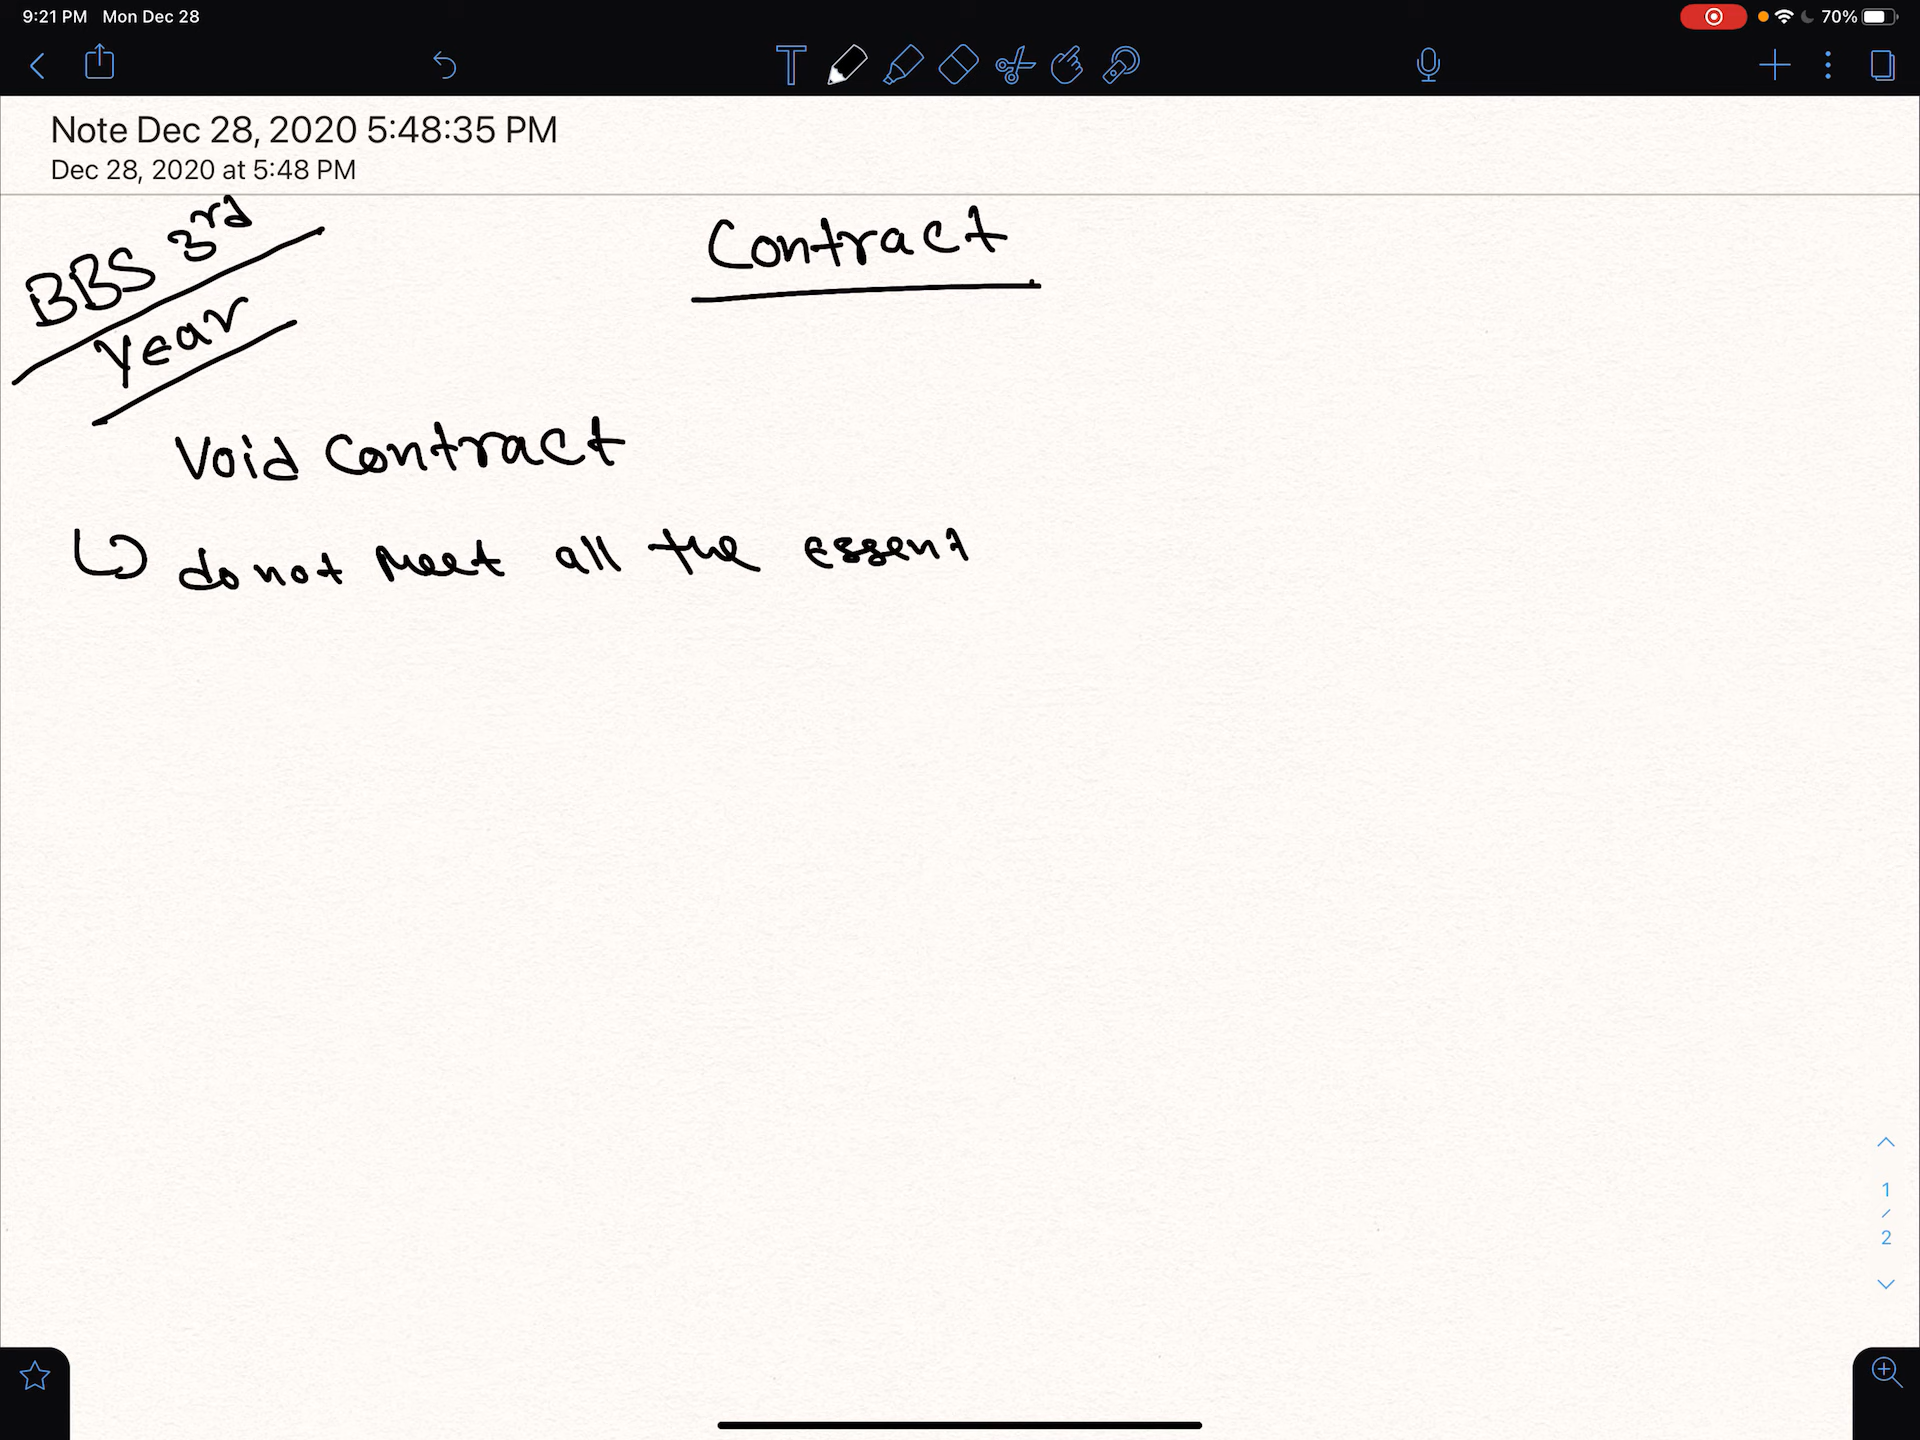 9:21 PM Mon Dec 28
70%
Note Dec 28, 2020 5:48:35 PM
Dec 28, 2020 at 5:48 PM
BBS 3rd
Year
Contract
Void Contract
do not meet all the essent
1
/
2